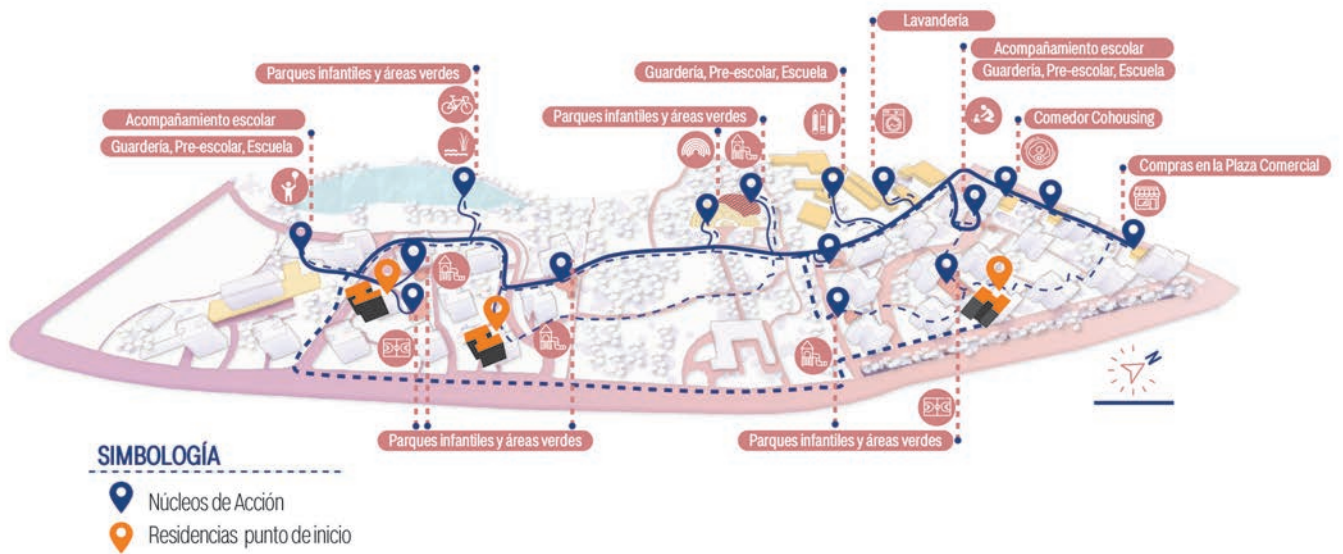 Lavandería
Acompañamiento escolar
Guardería, Pre-escolar, Escuela
Parques infantiles y áreas verdes
Guardería, Pre-escolar, Escuela
Parques infantiles y áreas verdes
Comedor Cohousing
Acompañamiento escolar
Guardería, Pre-escolar, Escuela
Compras en la Plaza Comercial
N
Parques infantiles y áreas verdes
Parques infantiles y áreas verdes
SIMBOLOGÍA
Núcleos de Acción
Residencias punto de inicio